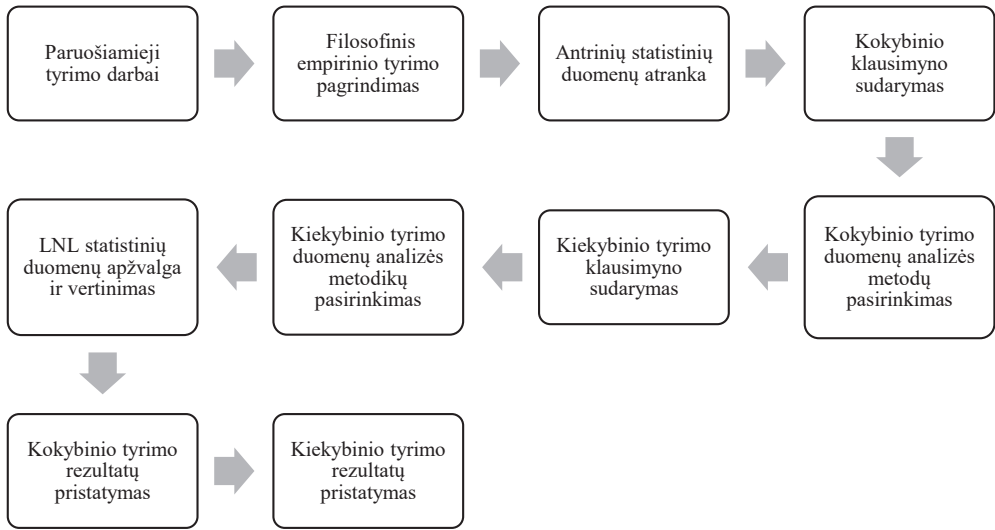 Paruošiamieji
tyrimo darbai
Filosofinis
empirinio tyrimo
pagrindimas
Antrinių statistinių
duomenų atranka
Kokybinio
klausimyno
sudarymas
Kokybinio tyrimo
duomenų analizės
metodų
pasirinkimas
Kiekybinio tyrimo
klausimyno
sudarymas
Kiekybinio tyrimo
duomenų analizės
metodikų
pasirinkimas
LNL statistinių
duomenų apžvalga
ir vertinimas
Kokybinio tyrimo
rezultatų
pristatymas
Kiekybinio tyrimo
rezultatų
pristatymas